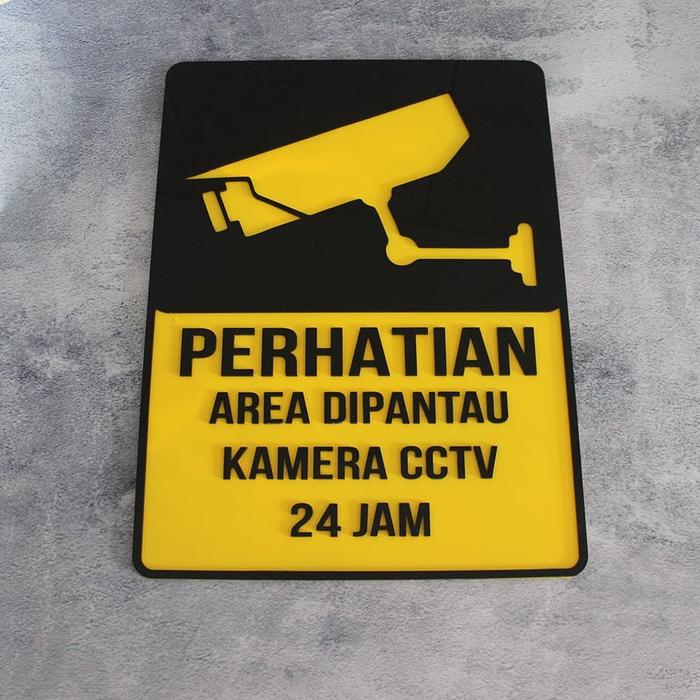 PERHATIAN
AREA DIPANTAU
KAMERA CCTV
24 JAM